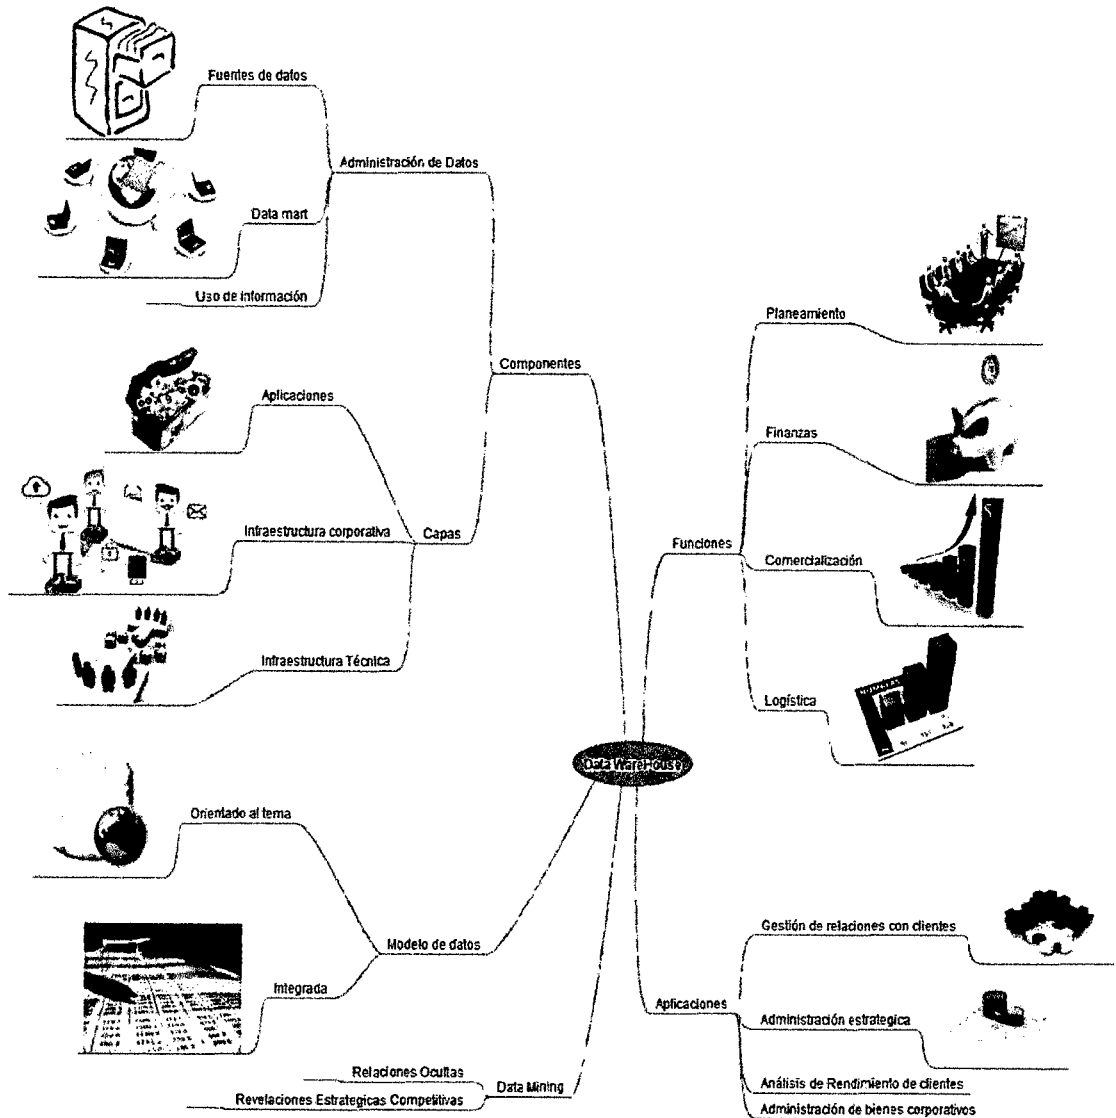 Fuentes de datos
Administración de Datos
Data mart
Uso de información
Componentes
Aplicaciones
Infraestructura corporativa
Capas
Infraestructura Técnica
Planeamiento
Finanzas
Funciones
Comercialización
Logística
Data WareHouse
Orientado al tema
Modelo de datos
Integrada
Data Mining
Relaciones Ocultas
Revelaciones Estrategicas Competitivas
Gestión de relaciones con clientes
Aplicaciones
Administración estrategica
Análisis de Rendimiento de clientes
Administración de bienes corporativos